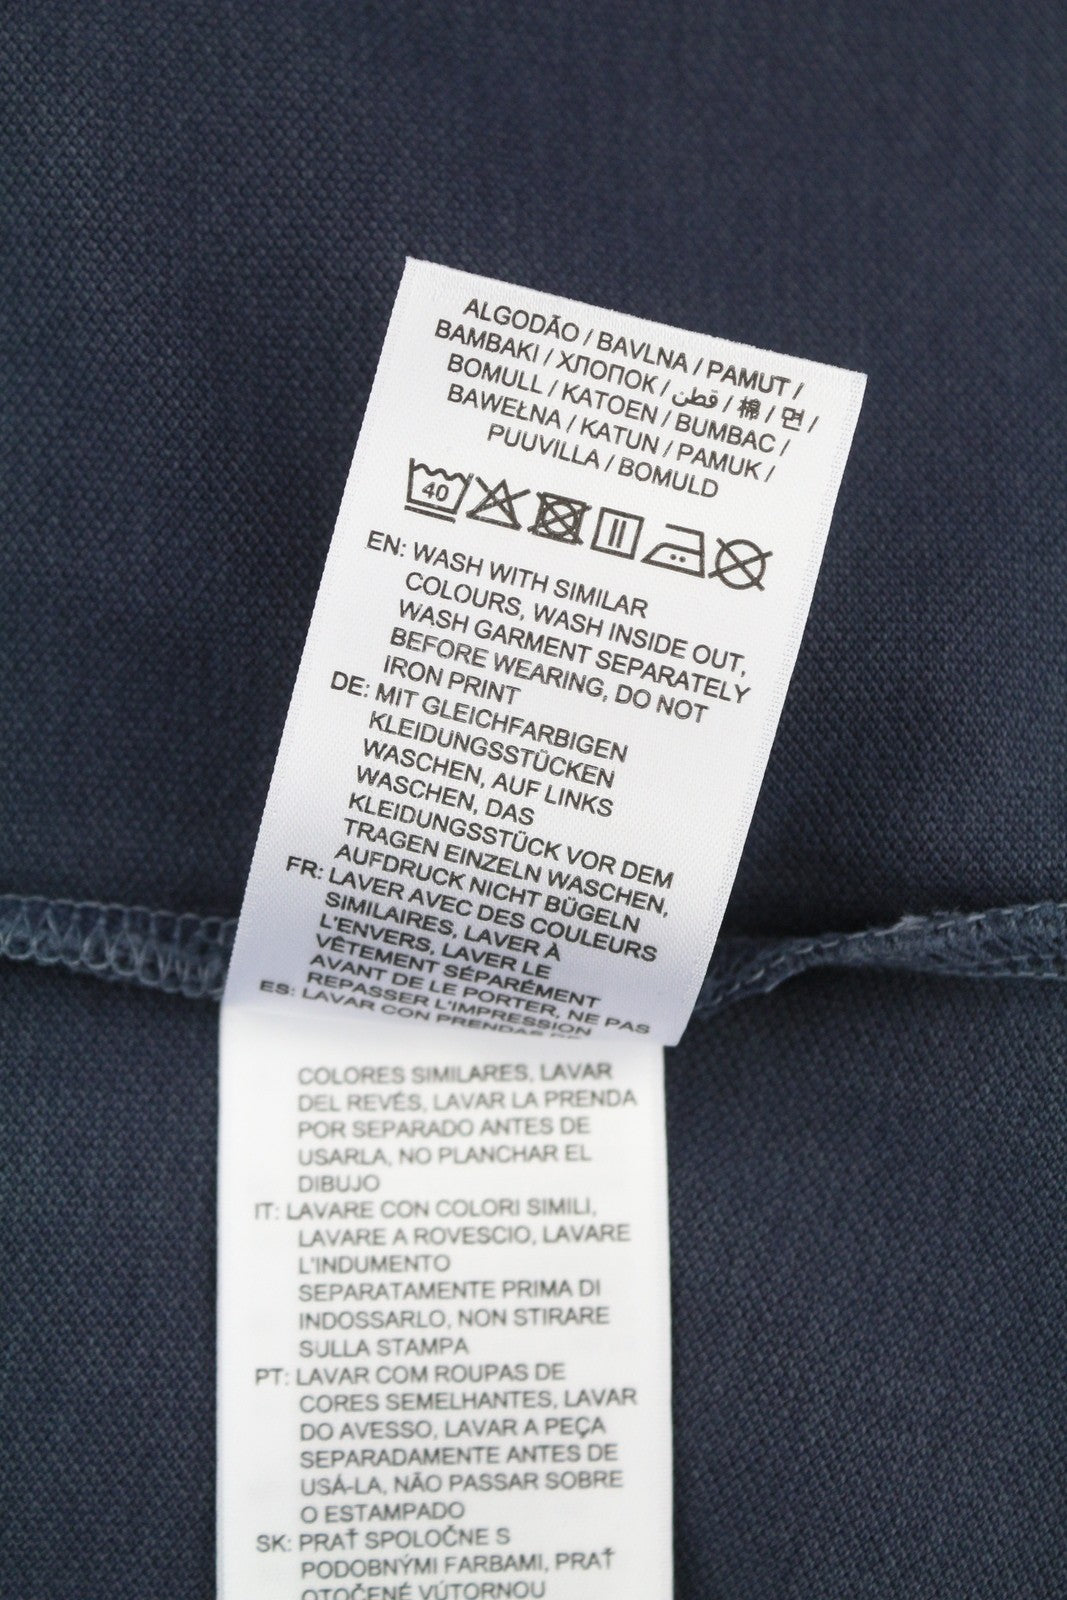 ALGODÃO / BAVLNA / PAMUT /
BAMBAKI / ХЛОПОК / قطن / 棉 / 면 /
BOMULL / KATOEN / BUMBAC /
BAWEŁNA / KATUN / PAMUK /
PUUVILLA / BOMULD
40
EN: WASH WITH SIMILAR
COLOURS, WASH INSIDE OUT,
WASH GARMENT SEPARATELY
BEFORE WEARING, DO NOT
IRON PRINT
DE: MIT GLEICHFARBIGEN
KLEIDUNGSSTÜCKEN
WASCHEN, AUF LINKS
WASCHEN, DAS
KLEIDUNGSSTÜCK VOR DEM
TRAGEN EINZELN WASCHEN,
AUFDRUCK NICHT BÜGELN
FR: LAVER AVEC DES COULEURS
SIMILAIRES, LAVER À
L'ENVERS, LAVER LE
VÊTEMENT SÉPARÉMENT
AVANT DE LE PORTER, NE PAS
REPASSER L'IMPRESSION
ES: LAVAR CON PRENDAS DE
COLORES SIMILARES, LAVAR
DEL REVÉS, LAVAR LA PRENDA
POR SEPARADO ANTES DE
USARLA, NO PLANCHAR EL
DIBUJO
IT: LAVARE CON COLORI SIMILI,
LAVARE A ROVESCIO, LAVARE
L'INDUMENTO
SEPARATAMENTE PRIMA DI
INDOSSARLO, NON STIRARE
SULLA STAMPA
PT: LAVAR COM ROUPAS DE
CORES SEMELHANTES, LAVAR
DO AVESSO, LAVAR A PEÇA
SEPARADAMENTE ANTES DE
USÁ-LA, NÃO PASSAR SOBRE
O ESTAMPADO
SK: PRAŤ SPOLOČNE S
PODOBNÝMI FARBAMI, PRAŤ
OTOČENÉ VÚTORNOU